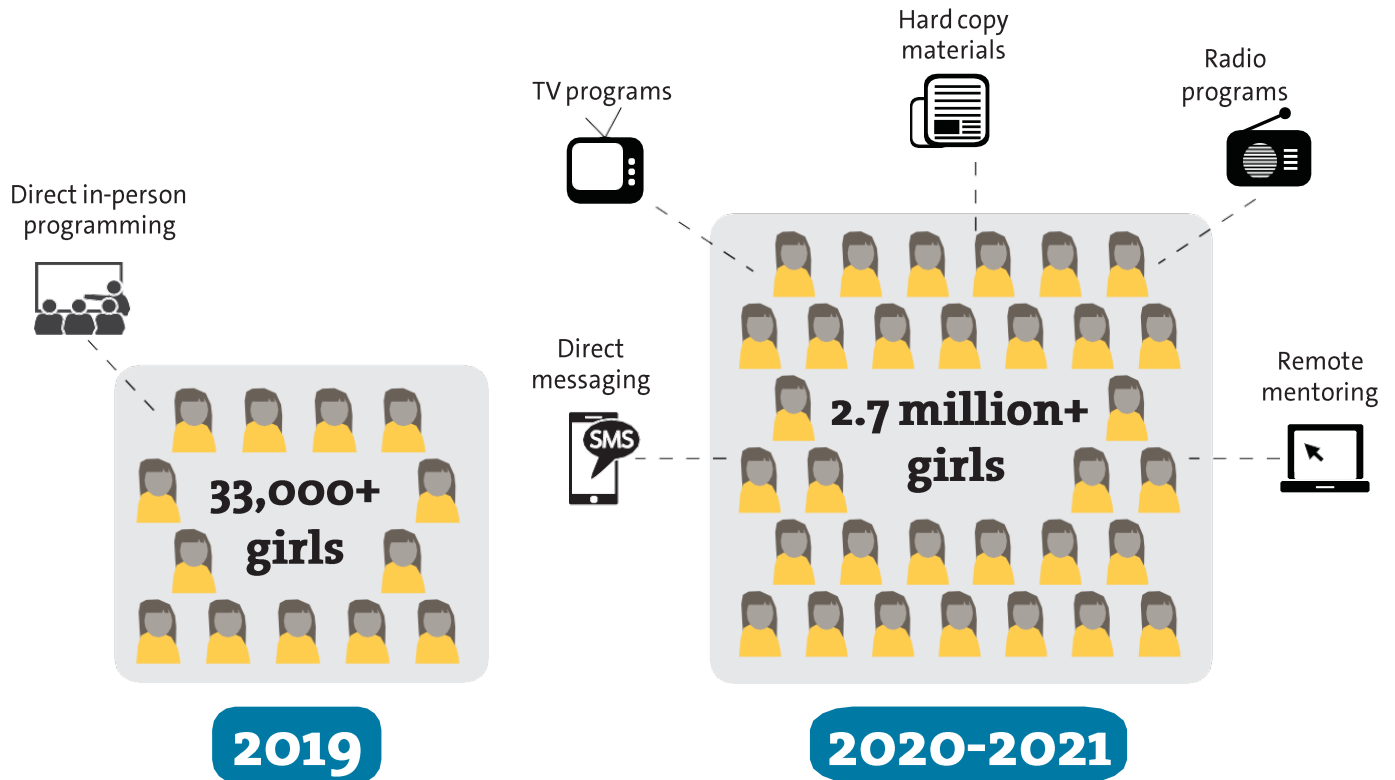 Direct in-person
programming
33,000+
girls
2019
TV programs
Hard copy
materials
Radio
programs
Direct
messaging
SMS
Remote
mentoring
2.7 million+
girls
2020-2021